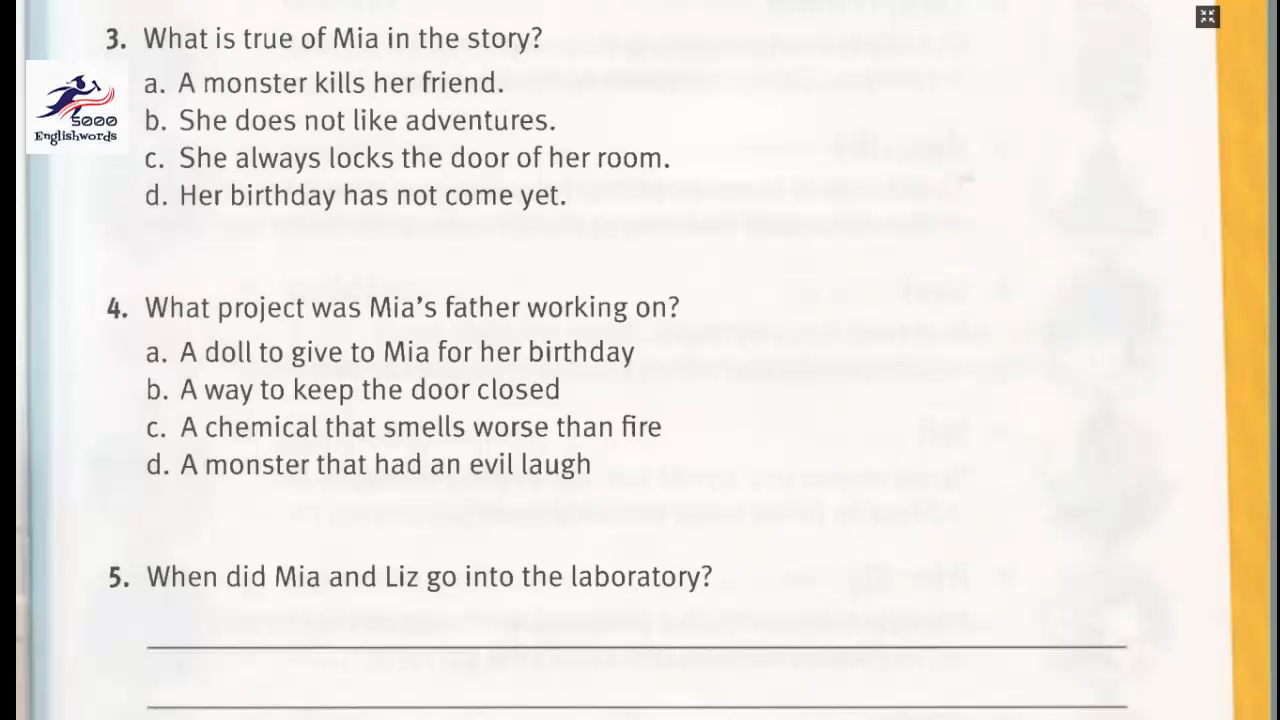 3. What is true of Mia in the story?
a. A monster kills her friend.
b. She does not like adventures.
c. She always locks the door of her room.
d. Her birthday has not come yet.
5000
Englishwords
4. What project was Mia’s father working on?
a. A doll to give to Mia for her birthday
b. A way to keep the door closed
c. A chemical that smells worse than fire
d. A monster that had an evil laugh
5. When did Mia and Liz go into the laboratory?